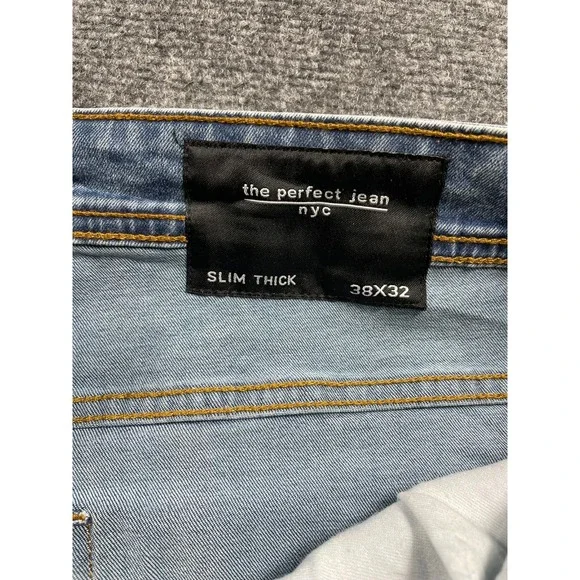 the perfect jean
nyc
SLIM THICK 38X32